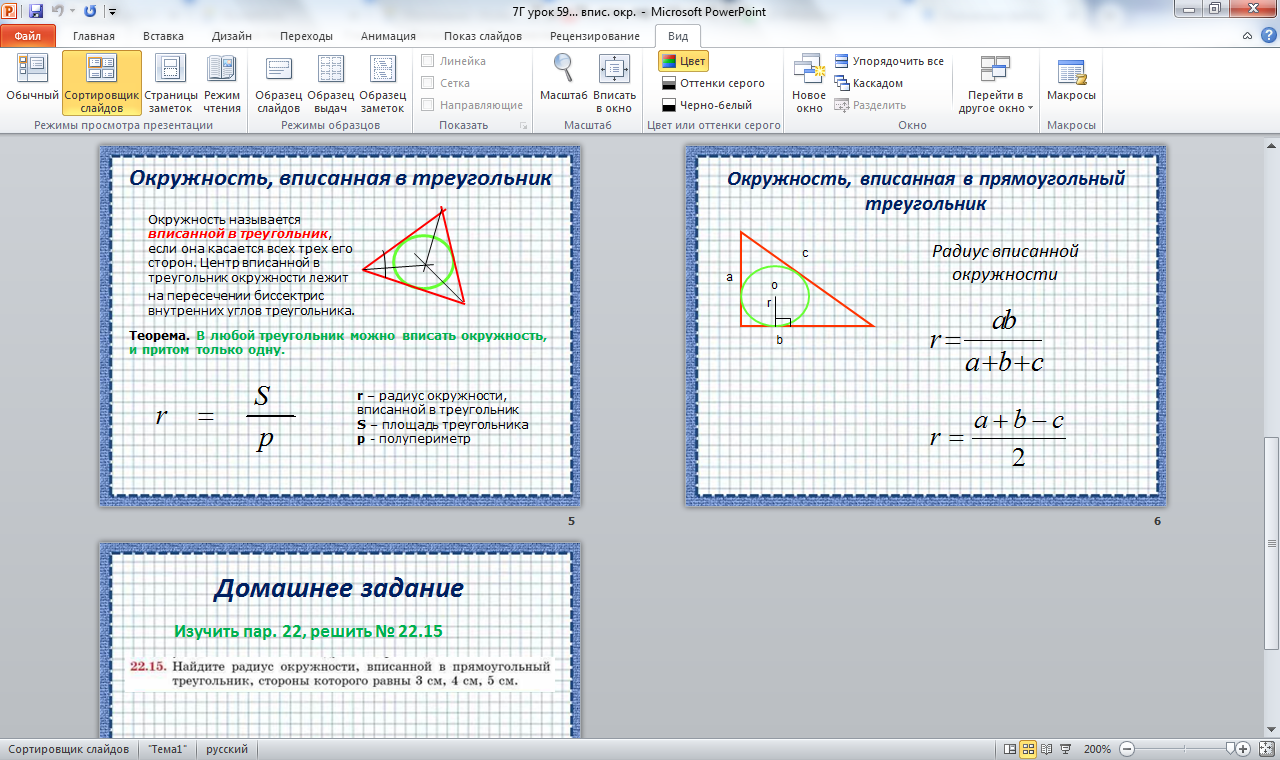 7Г урок 59... впис. окр. - Microsoft PowerPoint
Файл Главная Вставка Дизайн Переходы Анимация Показ слайдов Рецензирование Вид
Обычный Сортировщик слайдов Страницы заметок Режим чтения
Режимы просмотра презентации
Образец слайдов Образец выдач Образец заметок
Режимы образцов
Линейка
Сетка
Направляющие
Показать
Масштаб Вписать в окно
Масштаб
Цвет
Оттенки серого
Черно-белый
Цвет или оттенки серого
Новое окно
Упорядочить все
Каскадом
Разделить
Перейти в другое окно
Окно
Макросы
Макросы
Окружность, вписанная в треугольник
Окружность называется
вписанной в треугольник,
если она касается всех трех его
сторон. Центр вписанной в
треугольник окружности лежит
на пересечении биссектрис
внутренних углов треугольника.
Теорема. В любой треугольник можно вписать окружность,
и притом только одну.
r = S/p
r – радиус окружности,
вписанной в треугольник
S – площадь треугольника
p - полупериметр
5
Окружность, вписанная в прямоугольный
треугольник
a
c
o
r
b
Радиус вписанной
окружности
r = ab/(a+b+c)
r = (a + b − c)/2
6
Домашнее задание
Изучить пар. 22, решить № 22.15
22.15. Найдите радиус окружности, вписанной в прямоугольный
треугольник, стороны которого равны 3 см, 4 см, 5 см.
Сортировщик слайдов "Тема1" русский 200%